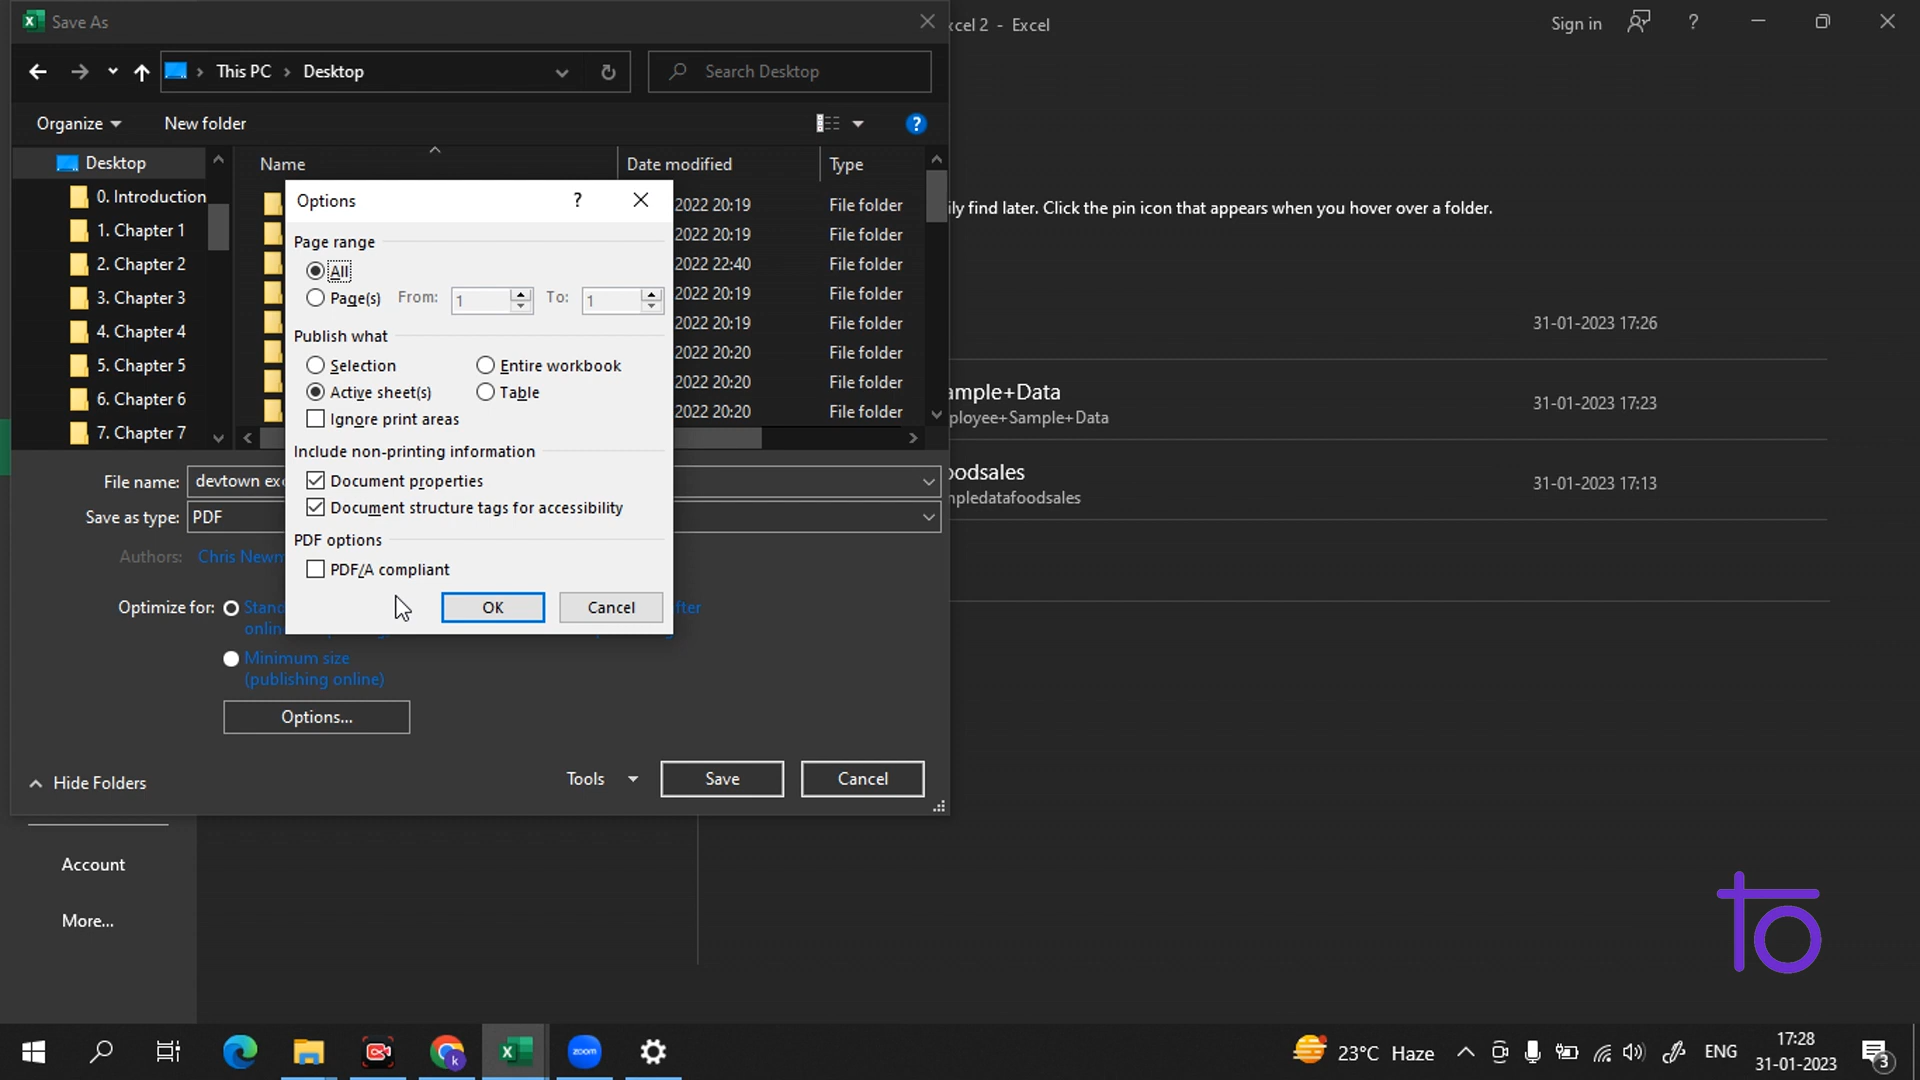 Save As
cel 2 - Excel
Sign in
?
This PC > Desktop
Search Desktop
Organize
New folder
?
Desktop
Name
Date modified
Type
0. Introduction
1. Chapter 1
2. Chapter 2
3. Chapter 3
4. Chapter 4
5. Chapter 5
6. Chapter 6
7. Chapter 7
2022 20:19 File folder
2022 20:19 File folder
2022 22:40 File folder
2022 20:19 File folder
2022 20:19 File folder
2022 20:20 File folder
2022 20:20 File folder
2022 20:20 File folder
Options
?
Page range
All
Page(s) From: 1 To: 1
Publish what
Selection
Entire workbook
Active sheet(s)
Table
Ignore print areas
Include non-printing information
Document properties
Document structure tags for accessibility
PDF options
PDF/A compliant
OK
Cancel
ily find later. Click the pin icon that appears when you hover over a folder.
31-01-2023 17:26
ample+Data
ployee+Sample+Data
31-01-2023 17:23
oodsales
npledatafoodsales
31-01-2023 17:13
File name: devtown exc
Save as type: PDF
Authors: Chris Newm
Optimize for: Stand
onlin
fter
Minimum size
(publishing online)
Options...
Hide Folders
Tools
Save
Cancel
Account
More...
to
zoom
23°C Haze
ENG
17:28
31-01-2023
3